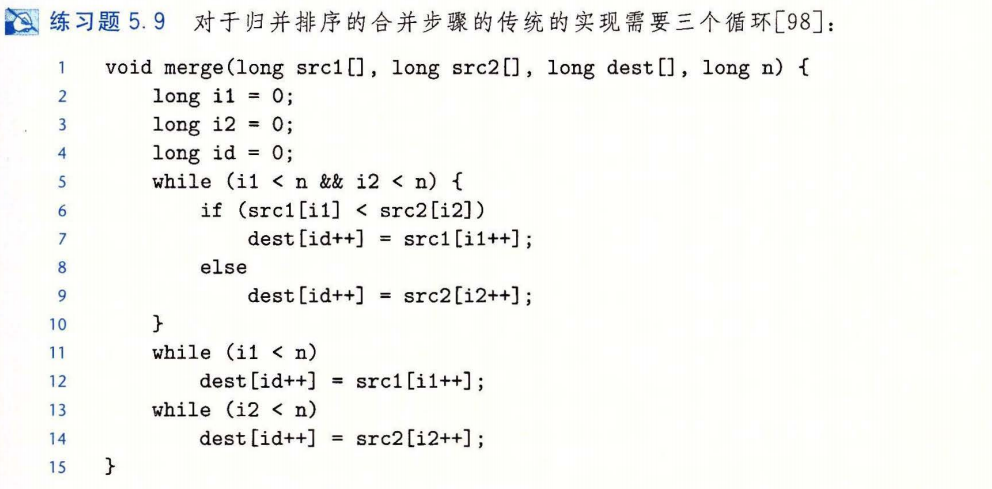 练习题 5.9 对于归并排序的合并步骤的传统的实现需要三个循环[98]:
1 void merge(long src1[], long src2[], long dest[], long n) {
2 long i1 = 0;
3 long i2 = 0;
4 long id = 0;
5 while (i1 < n && i2 < n) {
6 if (src1[i1] < src2[i2])
7 dest[id++] = src1[i1++];
8 else
9 dest[id++] = src2[i2++];
10 }
11 while (i1 < n)
12 dest[id++] = src1[i1++];
13 while (i2 < n)
14 dest[id++] = src2[i2++];
15 }